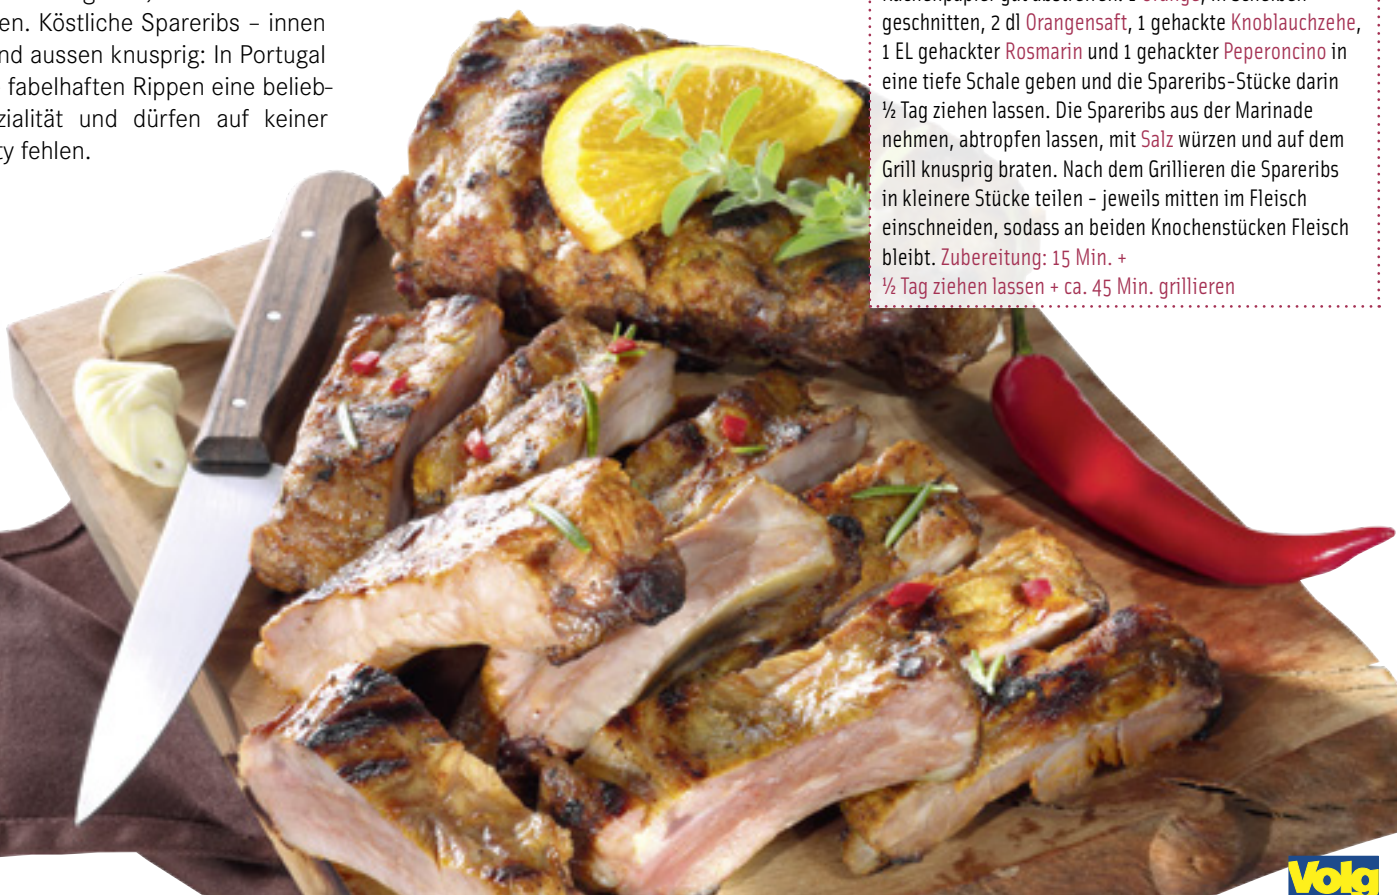 en. Köstliche Spareribs – innen
nd aussen knusprig: In Portugal
fabelhaften Rippen eine belieb-
zialität und dürfen auf keiner
ty fehlen.
geschnitten, 2 dl Orangensaft, 1 gehackte Knoblauchzehe,
1 EL gehackter Rosmarin und 1 gehackter Peperoncino in
eine tiefe Schale geben und die Spareribs-Stücke darin
½ Tag ziehen lassen. Die Spareribs aus der Marinade
nehmen, abtropfen lassen, mit Salz würzen und auf dem
Grill knusprig braten. Nach dem Grillieren die Spareribs
in kleinere Stücke teilen – jeweils mitten im Fleisch
einschneiden, sodass an beiden Knochenstücken Fleisch
bleibt. Zubereitung: 15 Min. +
½ Tag ziehen lassen + ca. 45 Min. grillieren
Volg